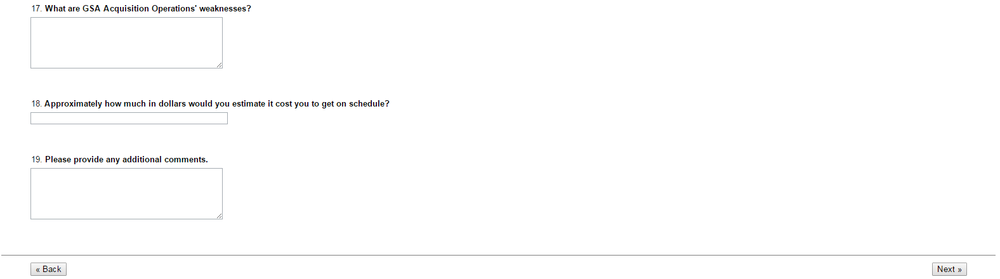 17. What are GSA Acquisition Operations' weaknesses?
18. Approximately how much in dollars would you estimate it cost you to get on schedule?
19. Please provide any additional comments.
« Back
Next »